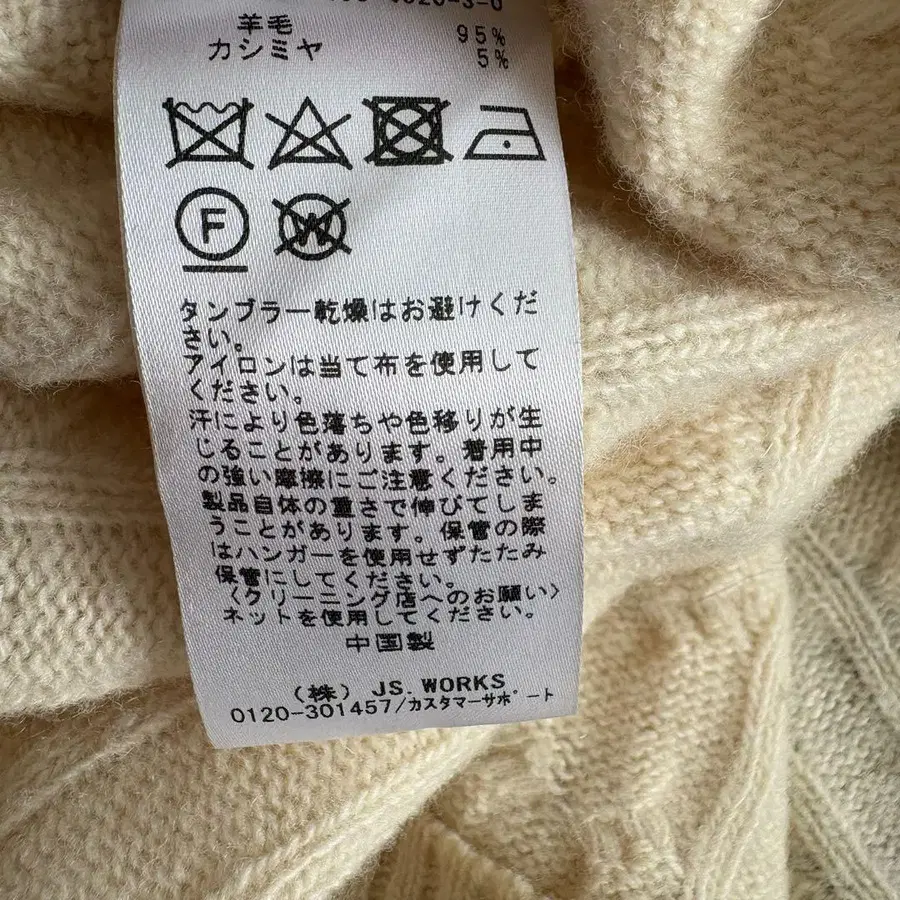 羊毛 95%
カシミヤ 5%
F
W
タンブラー乾燥はお避けくだ
さい。
アイロンは当て布を使用して
ください。
汗により色落ちや色移りが生
じることがあります。着用中
の強い摩擦にご注意ください。
製品自体の重さで伸びてしま
うことがあります。保管の際
はハンガーを使用せずたたみ
保管にしてください。
〈クリーニング店へのお願い〉
ネットを使用してください。
中国製
(株) JS. WORKS
0120-301457/カスタマーサポート